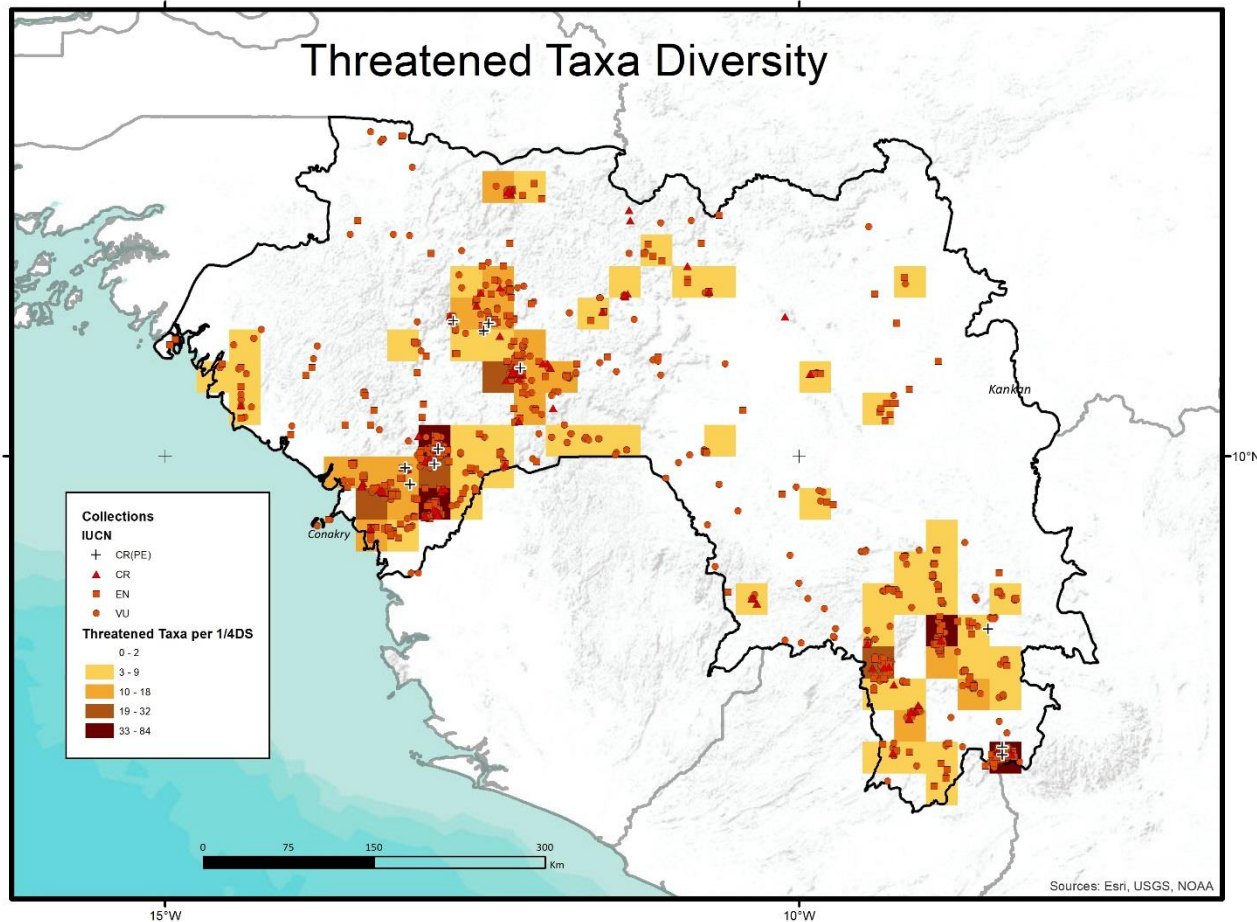 Threatened Taxa Diversity
Kankan
10°N
Collections
IUCN
CR(PE)
CR
EN
VU
Threatened Taxa per 1/4DS
0 - 2
3 - 9
10 - 18
19 - 32
33 - 84
Conakry
0 75 150 300
Km
Sources: Esri, USGS, NOAA
15°W 10°W